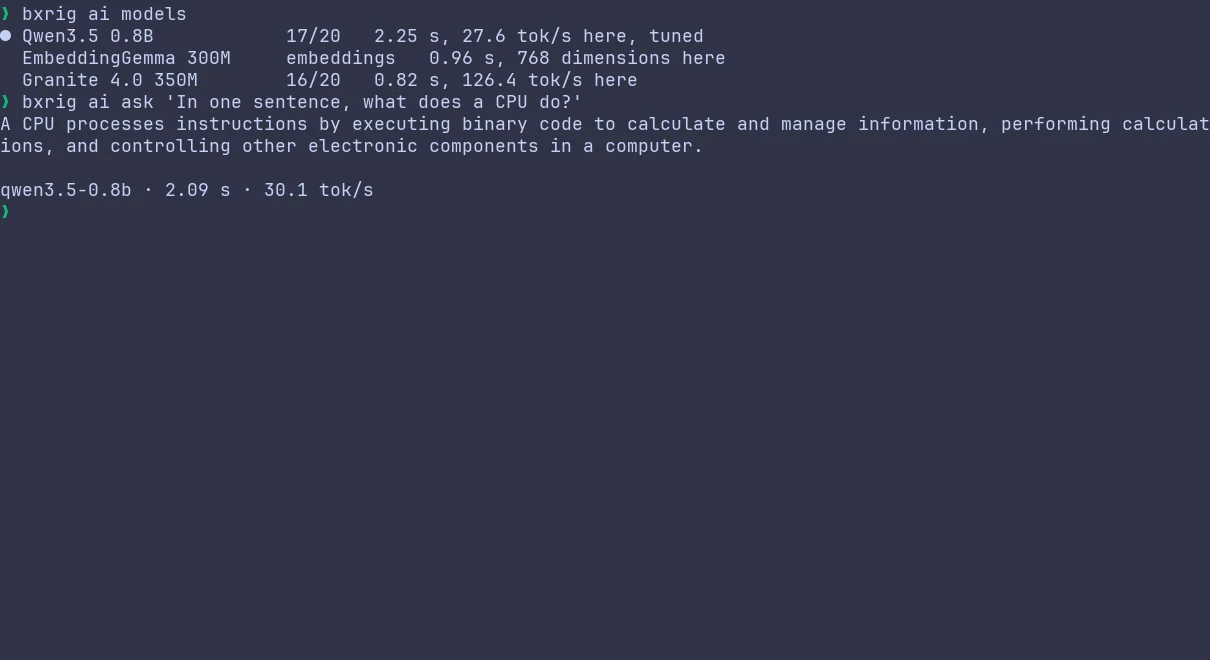 ❯ bxrig ai models
● Qwen3.5 0.8B            17/20   2.25 s, 27.6 tok/s here, tuned
  EmbeddingGemma 300M     embeddings   0.96 s, 768 dimensions here
  Granite 4.0 350M        16/20   0.82 s, 126.4 tok/s here
❯ bxrig ai ask 'In one sentence, what does a CPU do?'
A CPU processes instructions by executing binary code to calculate and manage information, performing calculat
ions, and controlling other electronic components in a computer.

qwen3.5-0.8b · 2.09 s · 30.1 tok/s
❯